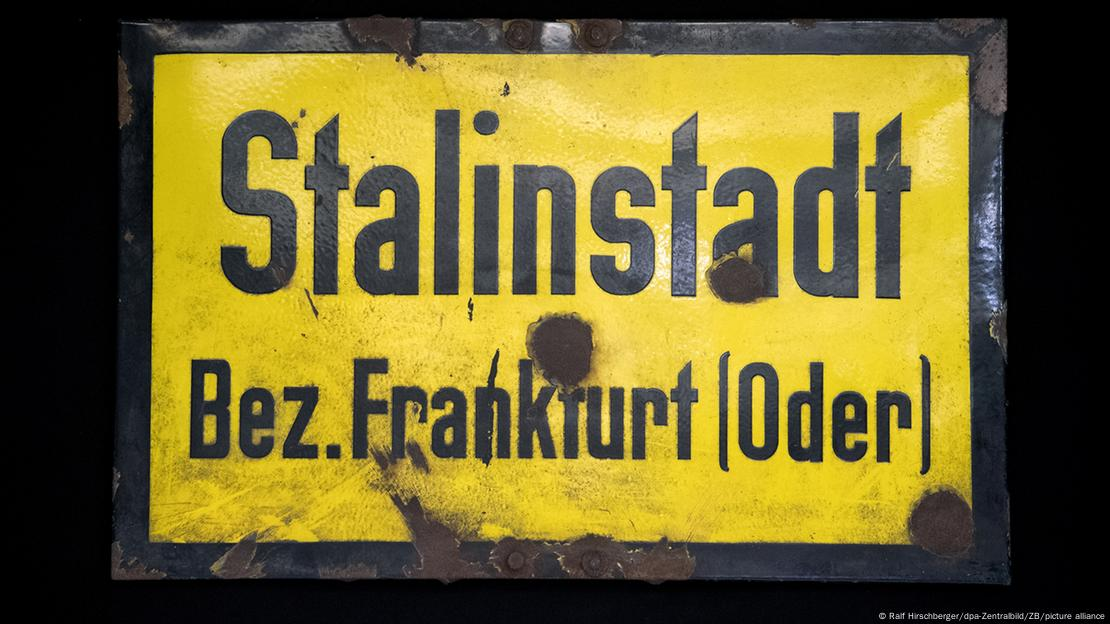 Stalinstadt
Bez. Frankfurt (Oder)
© Ralf Hirschberger/dpa-Zentralbild/ZB/picture alliance